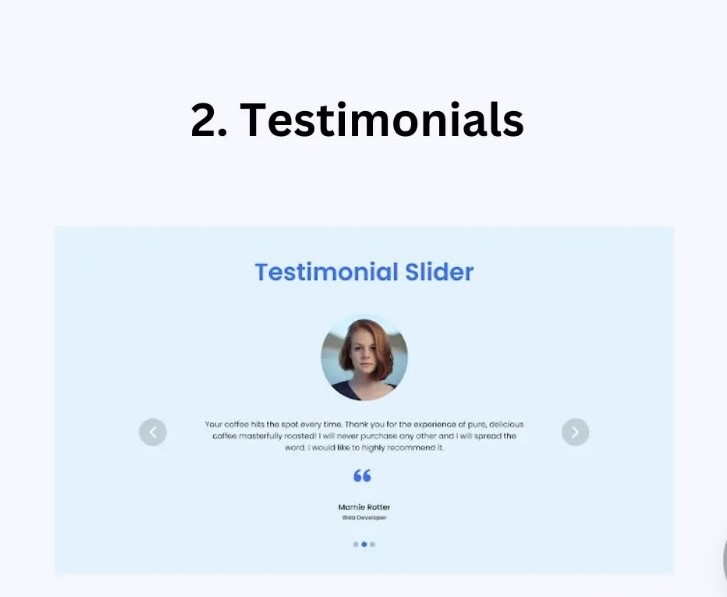 2. Testimonials
Testimonial Slider
Your coffee hits the spot every time. Thank you for the experience of pure, delicious
coffee masterfully roasted! I will never purchase any other and I will spread the
word. I would like to highly recommend it.
“
Mamie Rotter
Web Developer